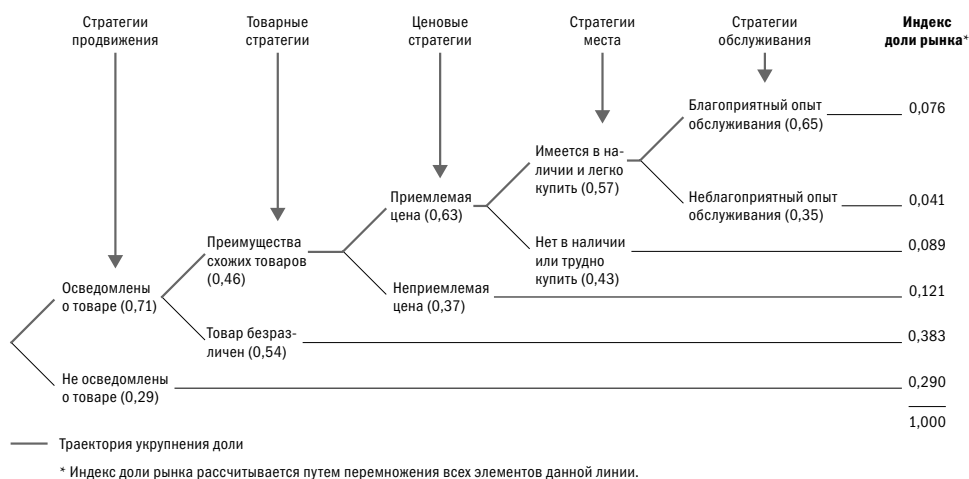 Стратегии
продвижения
Товарные
стратегии
Ценовые
стратегии
Стратегии
места
Стратегии
обслуживания
Индекс
доли рынка*
Благоприятный опыт
обслуживания (0,65)
0,076
Имеется в на-
личии и легко
купить (0,57)
Неблагоприятный опыт
обслуживания (0,35)
0,041
Приемлемая
цена (0,63)
Нет в наличии
или трудно
купить (0,43)
0,089
Преимущества
схожих товаров
(0,46)
Неприемлемая
цена (0,37)
0,121
Осведомлены
о товаре (0,71)
Товар безраз-
личен (0,54)
0,383
Не осведомлены
о товаре (0,29)
0,290
1,000
Траектория укрупнения доли
* Индекс доли рынка рассчитывается путем перемножения всех элементов данной линии.